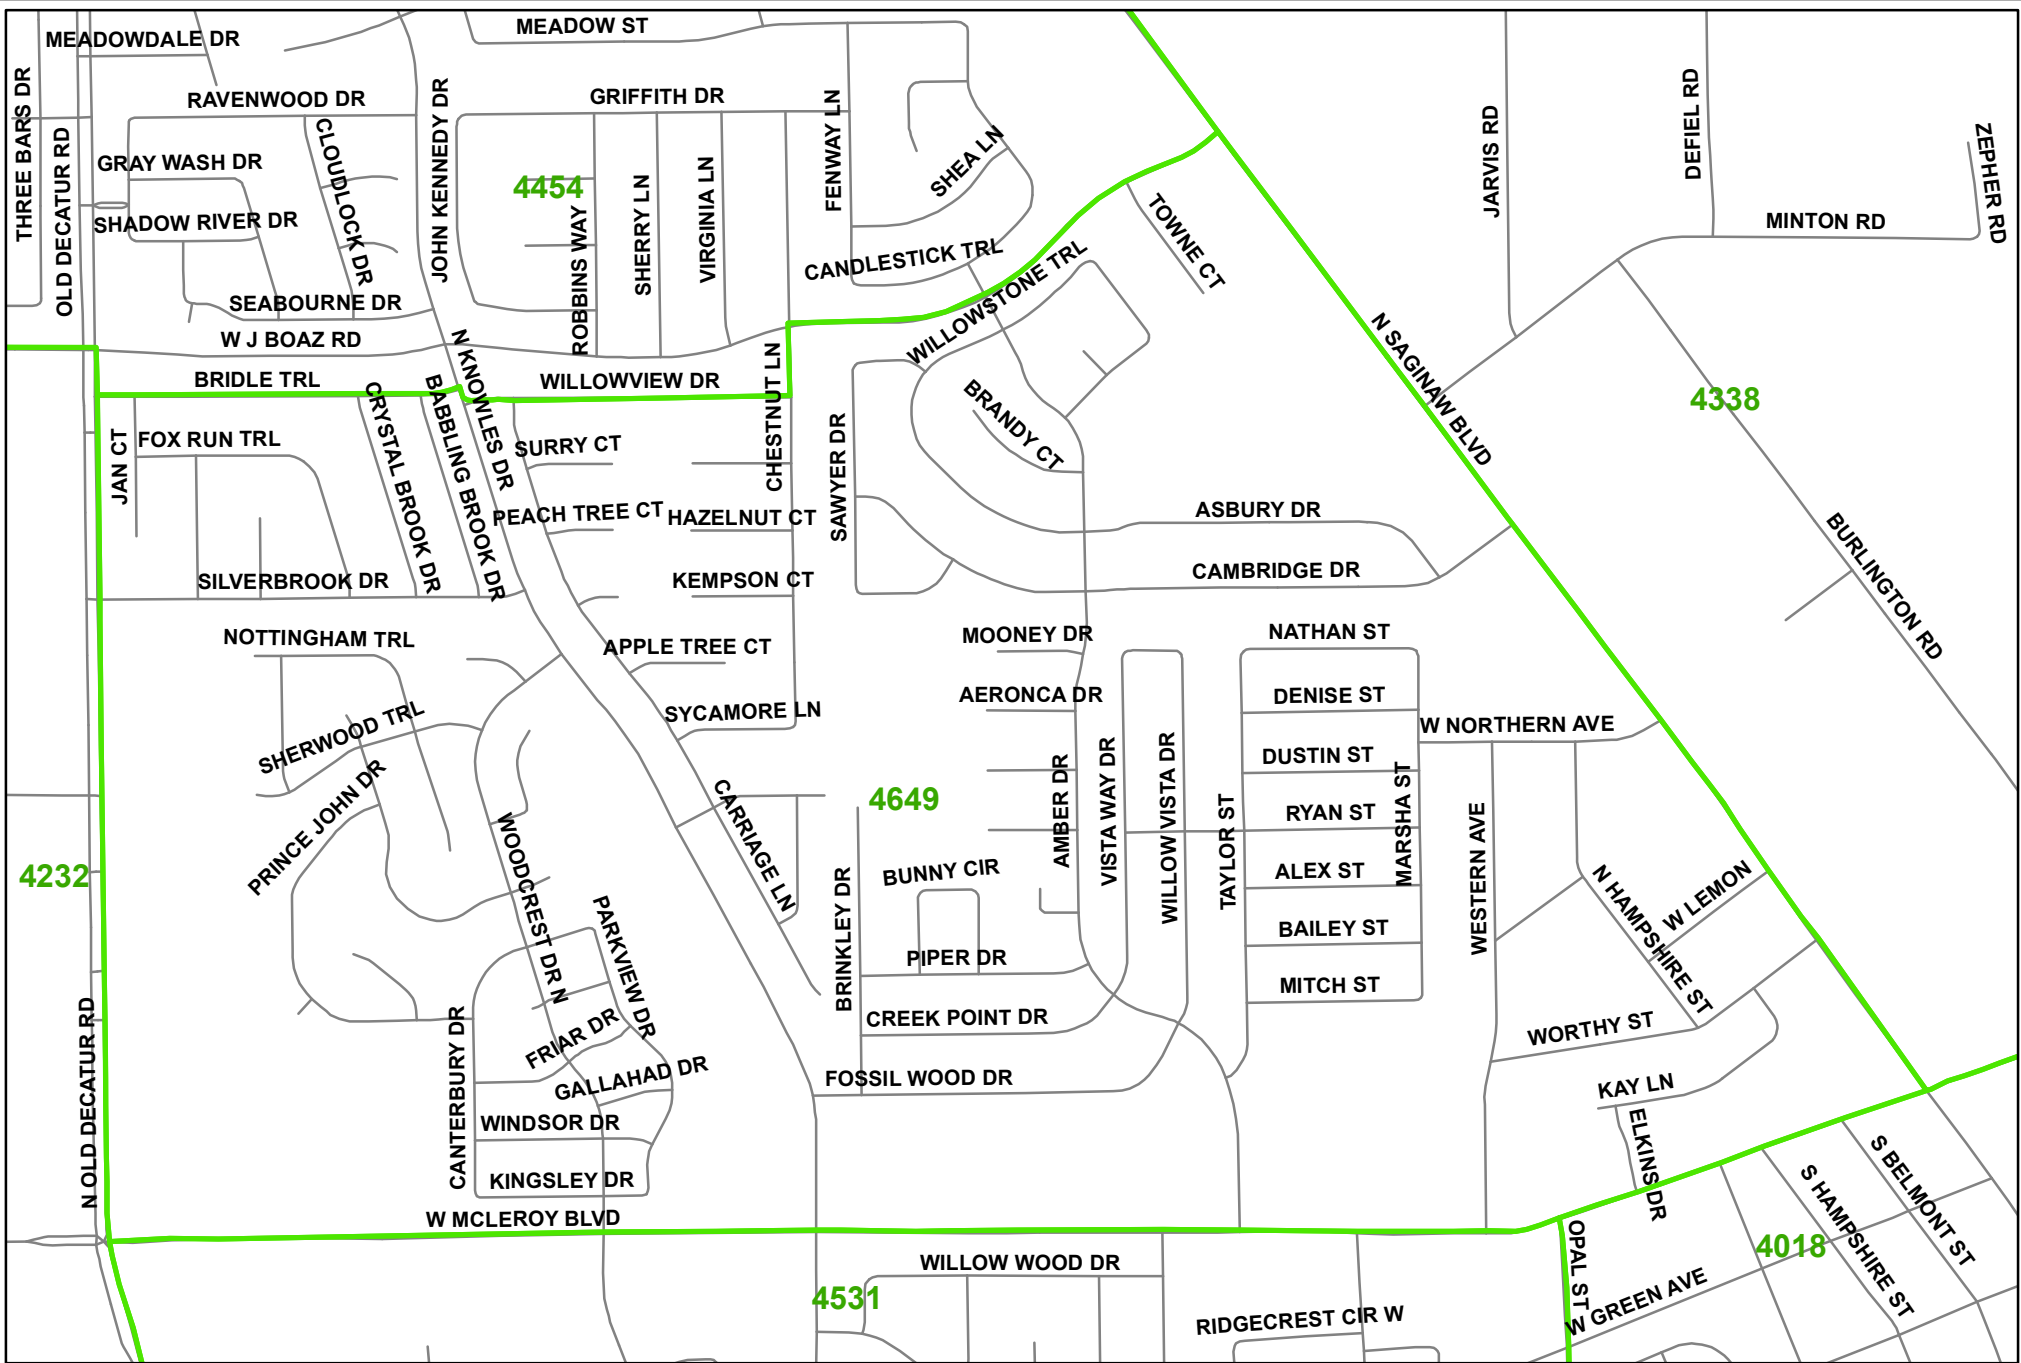 MEADOW ST
MEADOWDALE DR
THREE BARS DR
OLD DECATUR RD
RAVENWOOD DR
GRIFFITH DR
JOHN KENNEDY DR
CLOUDLOCK DR
GRAY WASH DR
SHADOW RIVER DR
SEABOURNE DR
W J BOAZ RD
4454
ROBBINS WAY
SHERRY LN
VIRGINIA LN
FENWAY LN
SHEA LN
CANDLESTICK TRL
WILLOWSTONE TRL
TOWNE CT
JARVIS RD
DEFIEL RD
ZEPHER RD
MINTON RD
N SAGINAW BLVD
4338
BURLINGTON RD
BRIDLE TRL
WILLOWVIEW DR
CHESTNUT LN
N KNOWLES DR
BABBLING BROOK DR
CRYSTAL BROOK DR
JAN CT
FOX RUN TRL
SURRY CT
PEACH TREE CT
HAZELNUT CT
SAWYER DR
BRANDY CT
ASBURY DR
CAMBRIDGE DR
SILVERBROOK DR
KEMPSON CT
NOTTINGHAM TRL
APPLE TREE CT
MOONEY DR
NATHAN ST
SYCAMORE LN
AERONCA DR
DENISE ST
W NORTHERN AVE
SHERWOOD TRL
PRINCE JOHN DR
DUSTIN ST
RYAN ST
ALEX ST
BAILEY ST
MITCH ST
MARSHA ST
TAYLOR ST
WILLOW VISTA DR
VISTA WAY DR
AMBER DR
4649
CARRIAGE LN
BRINKLEY DR
BUNNY CIR
PIPER DR
CREEK POINT DR
FOSSIL WOOD DR
WESTERN AVE
N HAMPSHIRE ST
W LEMON
WORTHY ST
KAY LN
ELKINS DR
4232
N OLD DECATUR RD
WOODCREST DR N
PARKVIEW DR
CANTERBURY DR
FRIAR DR
GALLAHAD DR
WINDSOR DR
KINGSLEY DR
W MCLEROY BLVD
WILLOW WOOD DR
4531
RIDGECREST CIR W
OPAL ST
W GREEN AVE
4018
S HAMPSHIRE ST
S BELMONT ST